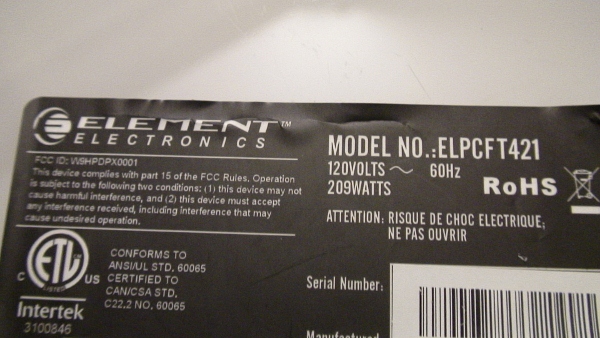 ELEMENT™
ELECTRONICS
FCC ID: W9HPDPX0001
This device complies with part 15 of the FCC Rules. Operation
is subject to the following two conditions: (1) this device may not
cause harmful interference, and (2) this device must accept
any interference received, including interference that may
cause undesired operation.
MODEL NO.:ELPCFT421
120VOLTS ~ 60Hz
209WATTS
RoHS
ATTENTION: RISQUE DE CHOC ELECTRIQUE;
NE PAS OUVRIR
ETL
LISTED
C US
Intertek
3100846
CONFORMS TO
ANSI/UL STD. 60065
CERTIFIED TO
CAN/CSA STD.
C22.2 NO. 60065
Serial Number: